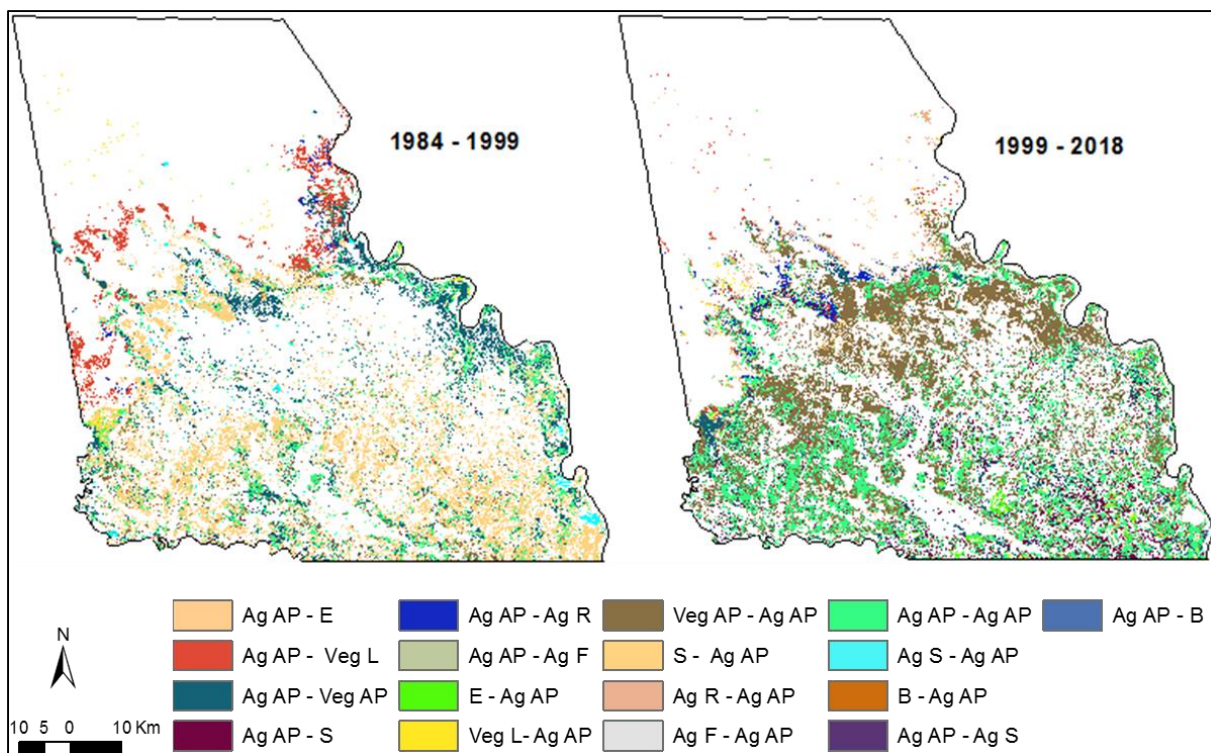 1984 - 1999
1999 - 2018
Ag AP - E
Ag AP - Ag R
Veg AP - Ag AP
Ag AP - Ag AP
Ag AP - B
Ag AP - Veg L
Ag AP - Ag F
S - Ag AP
Ag S - Ag AP
Ag AP - Veg AP
E - Ag AP
Ag R - Ag AP
B - Ag AP
Ag AP - S
Veg L- Ag AP
Ag F - Ag AP
Ag AP - Ag S
N
10 5 0 10 Km